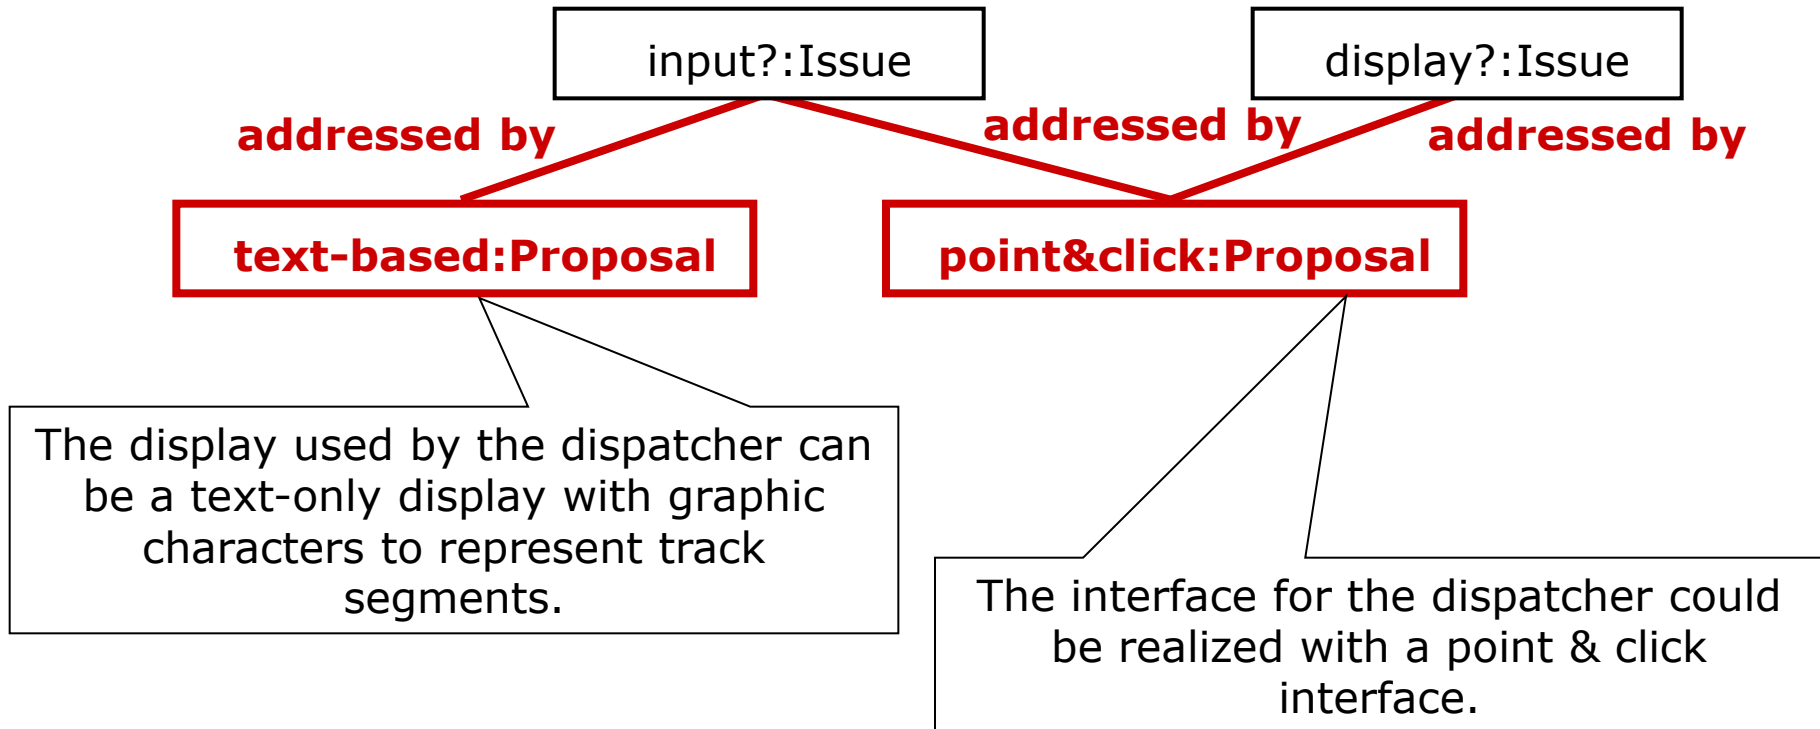 input?:Issue
display?:Issue
addressed by
addressed by
addressed by
text-based:Proposal
point&click:Proposal
The display used by the dispatcher can
be a text-only display with graphic
characters to represent track
segments.
The interface for the dispatcher could
be realized with a point & click
interface.